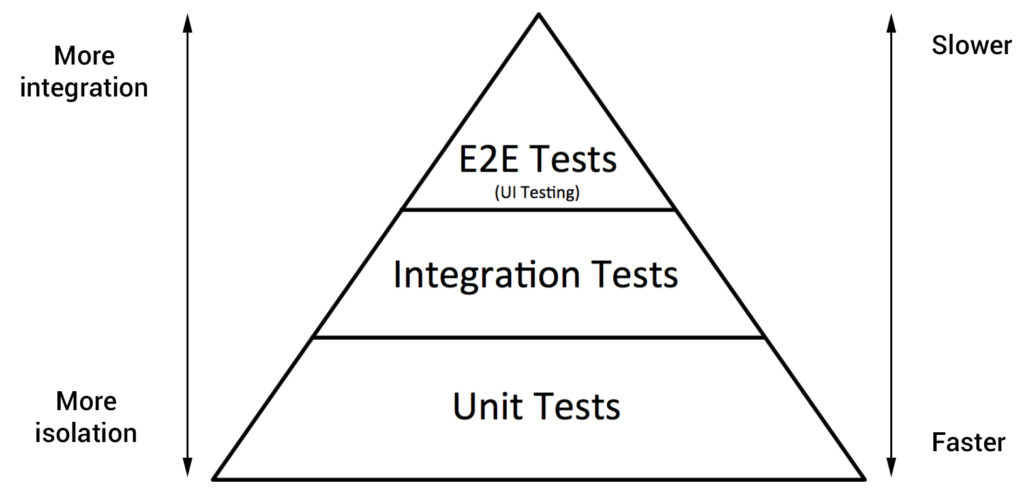 More
integration
Slower
E2E Tests
(UI Testing)
Integration Tests
Unit Tests
More
isolation
Faster